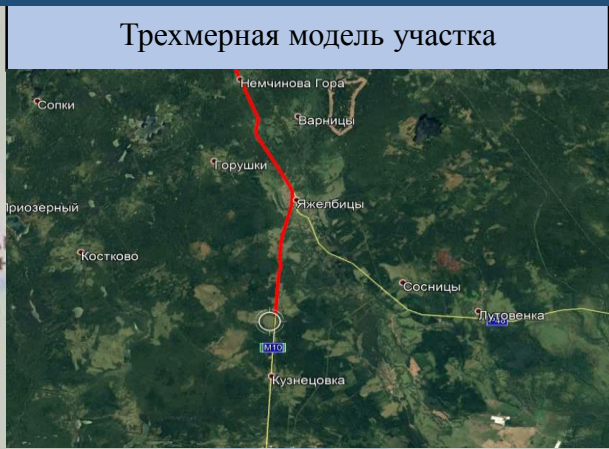 Трехмерная модель участка
Немчинова Гора
Сопки
Варницы
Горушки
Приозерный
Яжелбицы
Костково
Сосницы
Лутовенка
М10
Кузнецовка